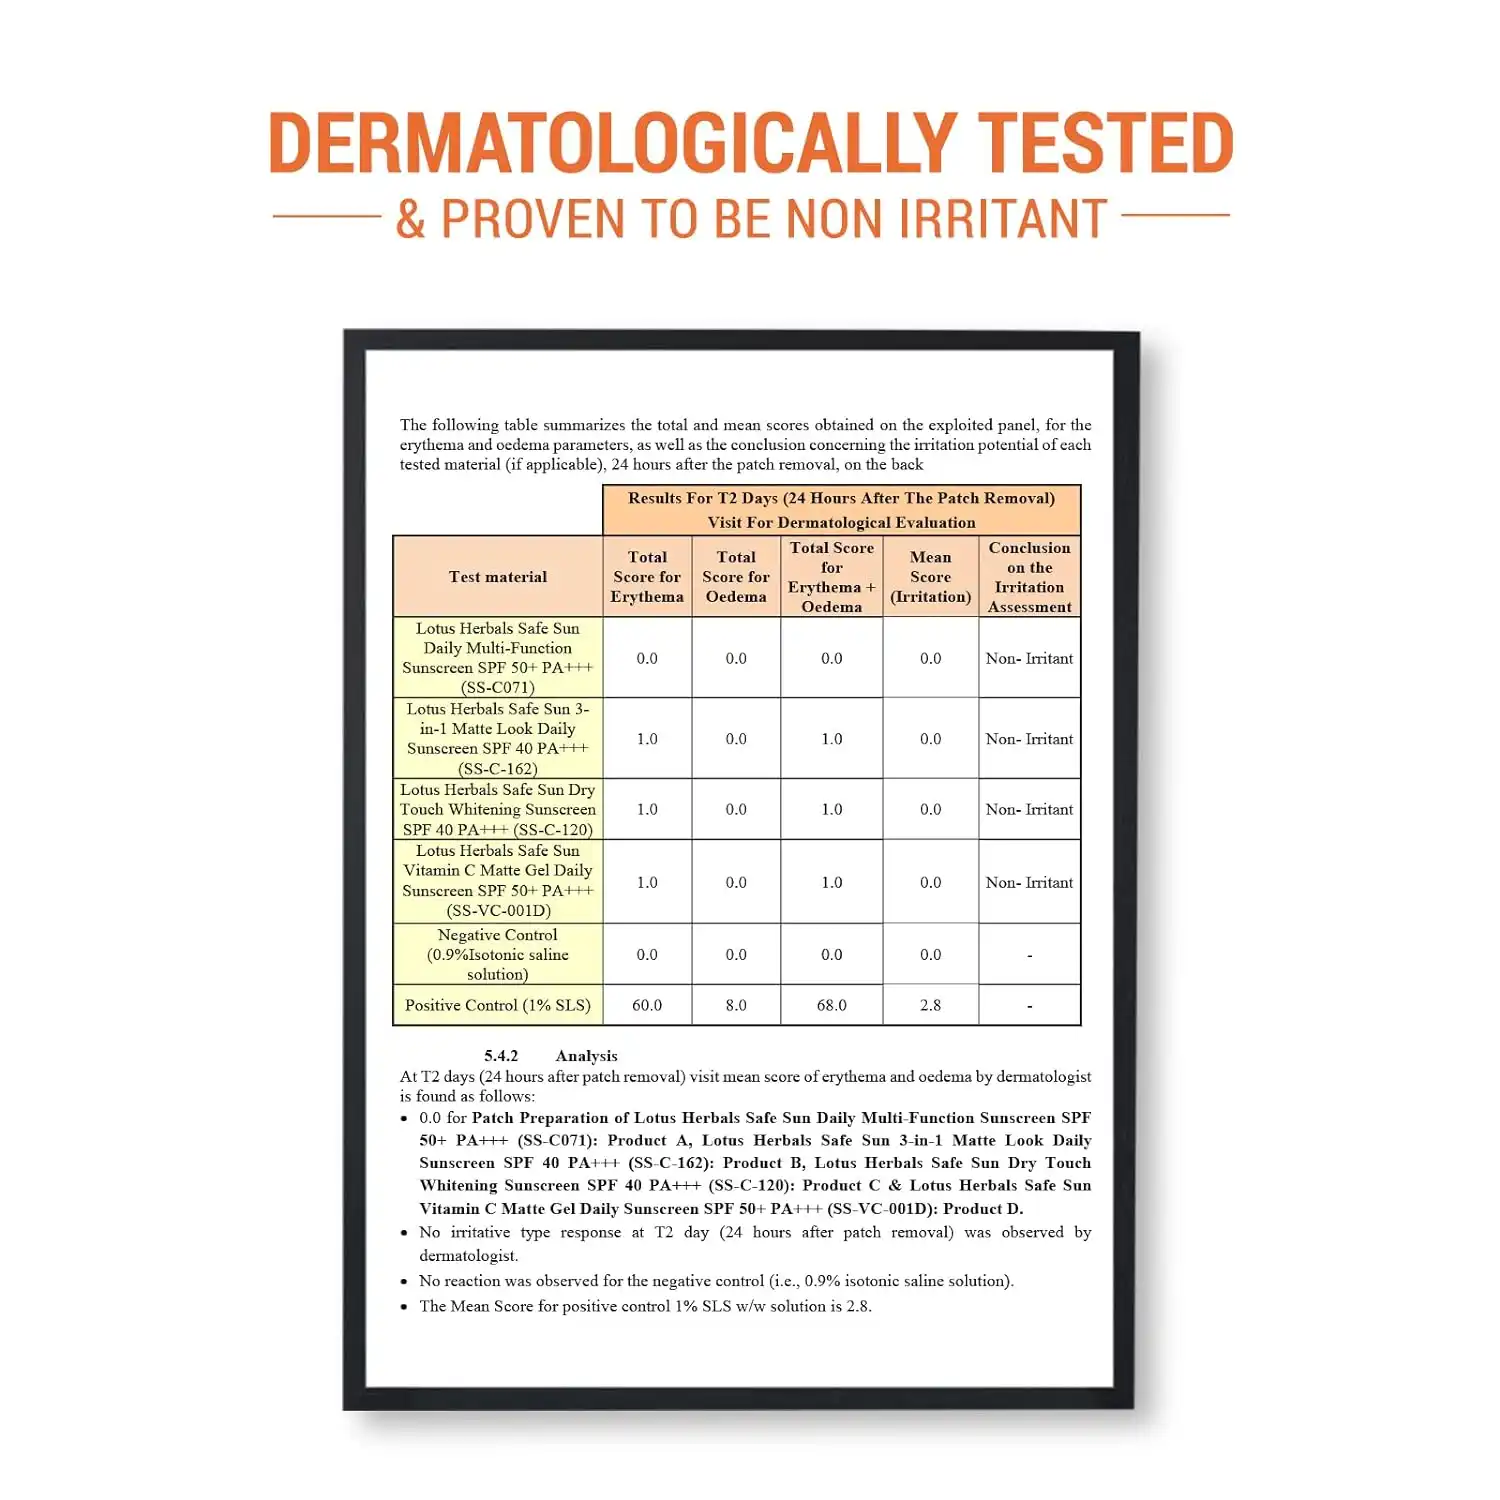 DERMATOLOGICALLY TESTED
& PROVEN TO BE NON IRRITANT
The following table summarizes the total and mean scores obtained on the exploited panel, for the
erythema and oedema parameters, as well as the conclusion concerning the irritation potential of each
tested material (if applicable), 24 hours after the patch removal, on the back
Results For T2 Days (24 Hours After The Patch Removal)
Visit For Dermatological Evaluation
Test material
Total
Score for
Erythema
Total
Score for
Oedema
Total Score
for
Erythema +
Oedema
Mean
Score
(Irritation)
Conclusion
on the
Irritation
Assessment
Lotus Herbals Safe Sun
Daily Multi-Function
Sunscreen SPF 50+ PA+++
(SS-C071)
0.0
0.0
0.0
0.0
Non- Irritant
Lotus Herbals Safe Sun 3-
in-1 Matte Look Daily
Sunscreen SPF 40 PA+++
(SS-C-162)
1.0
0.0
1.0
0.0
Non- Irritant
Lotus Herbals Safe Sun Dry
Touch Whitening Sunscreen
SPF 40 PA+++ (SS-C-120)
1.0
0.0
1.0
0.0
Non- Irritant
Lotus Herbals Safe Sun
Vitamin C Matte Gel Daily
Sunscreen SPF 50+ PA+++
(SS-VC-001D)
1.0
0.0
1.0
0.0
Non- Irritant
Negative Control
(0.9%Isotonic saline
solution)
0.0
0.0
0.0
0.0
-
Positive Control (1% SLS)
60.0
8.0
68.0
2.8
-
5.4.2 Analysis
At T2 days (24 hours after patch removal) visit mean score of erythema and oedema by dermatologist
is found as follows:
• 0.0 for Patch Preparation of Lotus Herbals Safe Sun Daily Multi-Function Sunscreen SPF
50+ PA+++ (SS-C071): Product A, Lotus Herbals Safe Sun 3-in-1 Matte Look Daily
Sunscreen SPF 40 PA+++ (SS-C-162): Product B, Lotus Herbals Safe Sun Dry Touch
Whitening Sunscreen SPF 40 PA+++ (SS-C-120): Product C & Lotus Herbals Safe Sun
Vitamin C Matte Gel Daily Sunscreen SPF 50+ PA+++ (SS-VC-001D): Product D.
• No irritative type response at T2 day (24 hours after patch removal) was observed by
dermatologist.
• No reaction was observed for the negative control (i.e., 0.9% isotonic saline solution).
• The Mean Score for positive control 1% SLS w/w solution is 2.8.